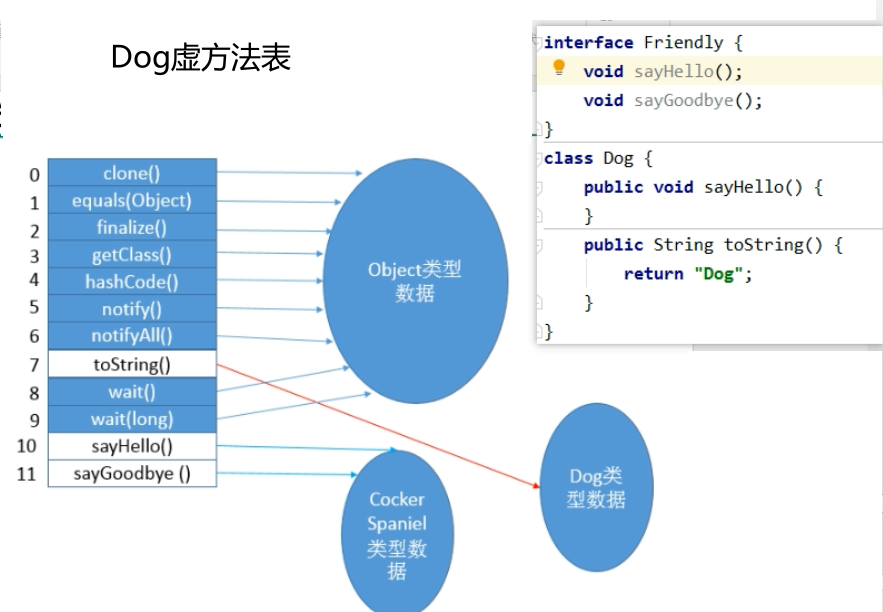 Dog虚方法表
interface Friendly {
void sayHello();
void sayGoodbye();
}
class Dog {
public void sayHello() {
}
public String toString() {
return "Dog";
}
}
0 clone()
1 equals(Object)
2 finalize()
3 getClass()
4 hashCode()
5 notify()
6 notifyAll()
7 toString()
8 wait()
9 wait(long)
10 sayHello()
11 sayGoodbye ()
Object类型
数据
Cocker
Spaniel
类型数
据
Dog类
型数据